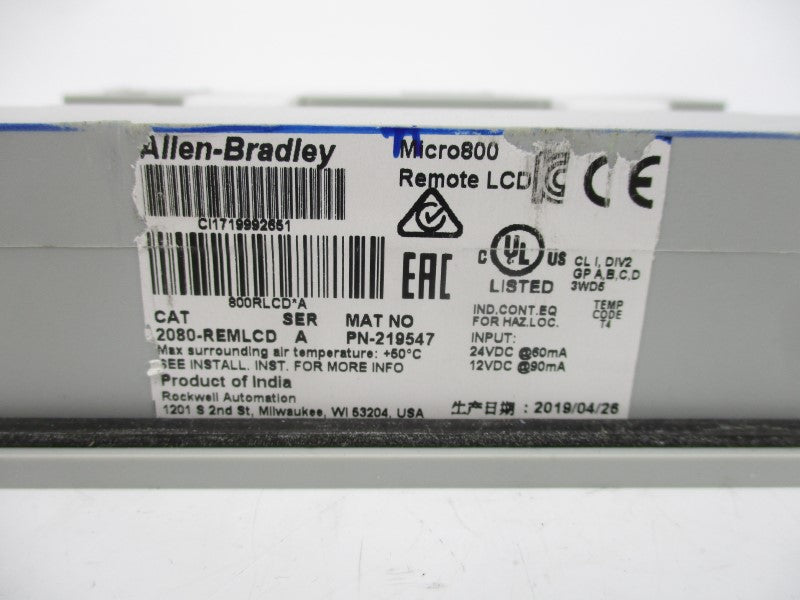 Allen-Bradley
Micro800
Remote LCD
CI1719992651
800RLCD*A
EAC
C UL US
LISTED
CL I, DIV2
GP A,B,C,D
3WD5
CAT SER MAT NO
2080-REMLCD A PN-219547
IND.CONT.EQ
FOR HAZ.LOC.
TEMP
CODE
T4
Max surrounding air temperature: +50°C
SEE INSTALL. INST. FOR MORE INFO
INPUT:
24VDC @60mA
12VDC @90mA
Product of India
Rockwell Automation
1201 S 2nd St, Milwaukee, WI 53204, USA
生产日期 : 2019/04/26
CE